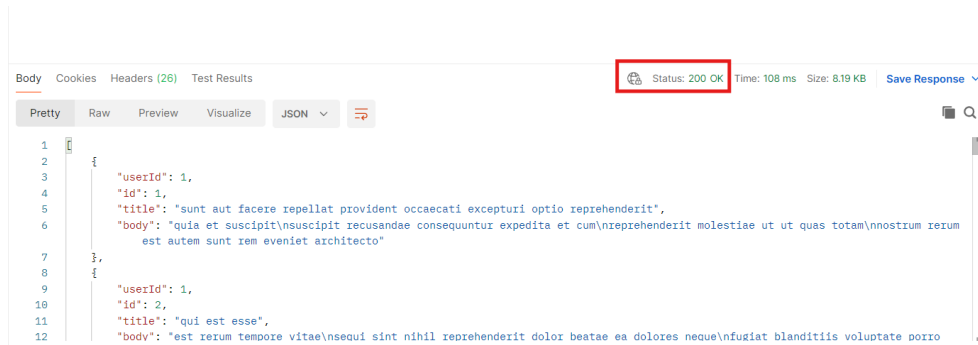 Body Cookies Headers (26) Test Results Status: 200 OK Time: 108 ms Size: 8.19 KB Save Response
Pretty Raw Preview Visualize JSON
1 [
2 {
3 "userId": 1,
4 "id": 1,
5 "title": "sunt aut facere repellat provident occaecati excepturi optio reprehenderit",
6 "body": "quia et suscipit\nsuscipit recusandae consequuntur expedita et cum\nreprehenderit molestiae ut ut quas totam\nnostrum rerum
est autem sunt rem eveniet architecto"
7 },
8 {
9 "userId": 1,
10 "id": 2,
11 "title": "qui est esse",
12 "body": "est rerum tempore vitae\nsequi sint nihil reprehenderit dolor beatae ea dolores neque\nfugiat blanditiis voluptate porro